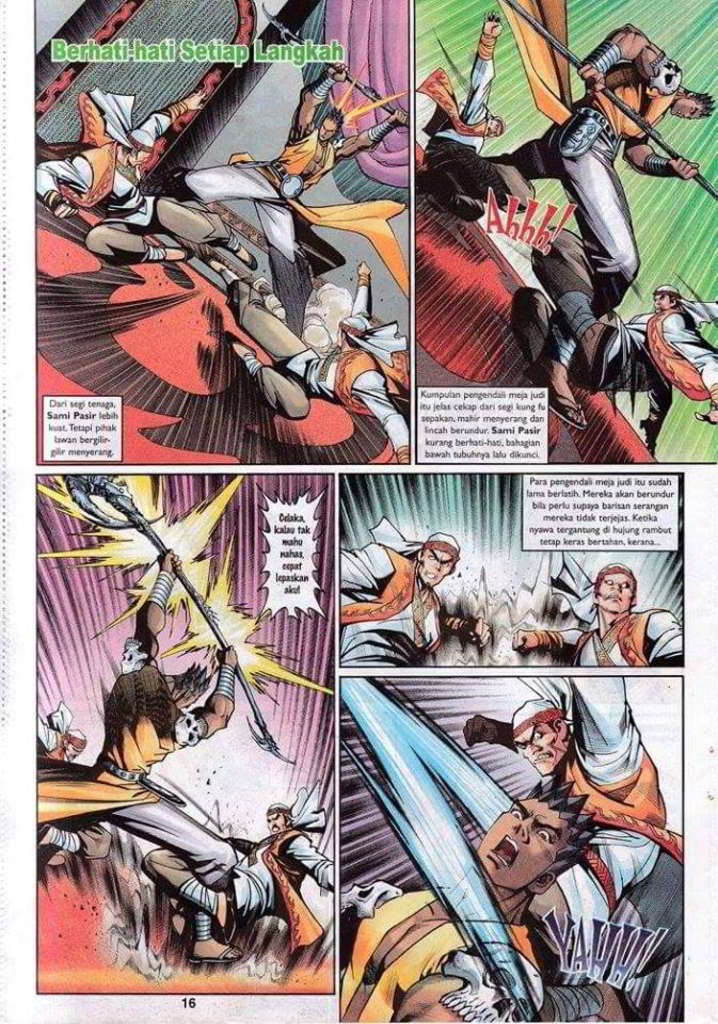 Berhati-hati Setiap Langkah
Dari segi tenaga,
Sami Pasir lebih
kuat. Tetapi pihak
lawan bergilir-
gilir menyerang.
Ahhh!
Kumpulan pengendali meja judi
itu jelas cekap dari segi kung fu
sepakan, mahir menyerang dan
lincah berundur. Sami Pasir
kurang berhati-hati, bahagian
bawah tubuhnya lalu dikunci.
Celaka,
kalau tak
mahu
nahas,
cepat
lepaskan
aku!
Para pengendali meja judi itu sudah
lama berlatih. Mereka akan berundur
bila perlu supaya barisan serangan
mereka tidak terjejas. Ketika
nyawa tergantung di hujung rambut
tetap keras bertahan, kerana...
YAHH!
16